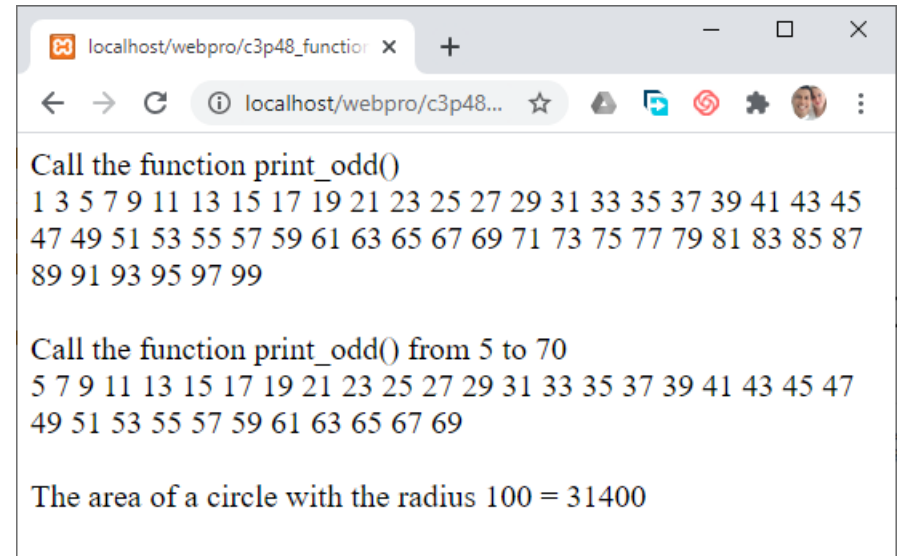 localhost/webpro/c3p48_function
localhost/webpro/c3p48...
Call the function print_odd()
1 3 5 7 9 11 13 15 17 19 21 23 25 27 29 31 33 35 37 39 41 43 45
47 49 51 53 55 57 59 61 63 65 67 69 71 73 75 77 79 81 83 85 87
89 91 93 95 97 99
Call the function print_odd() from 5 to 70
5 7 9 11 13 15 17 19 21 23 25 27 29 31 33 35 37 39 41 43 45 47
49 51 53 55 57 59 61 63 65 67 69
The area of a circle with the radius 100 = 31400